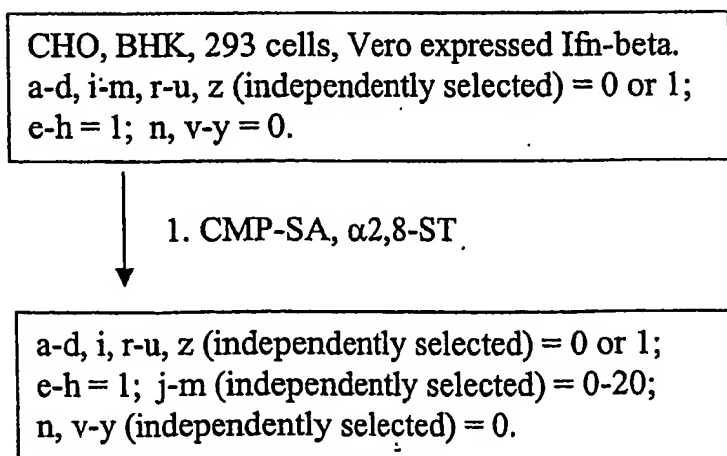 CHO, BHK, 293 cells, Vero expressed Ifn-beta.
a-d, i-m, r-u, z (independently selected) = 0 or 1;
e-h = 1; n, v-y = 0.
1. CMP-SA, α2,8-ST
a-d, i, r-u, z (independently selected) = 0 or 1;
e-h = 1; j-m (independently selected) = 0-20;
n, v-y (independently selected) = 0.